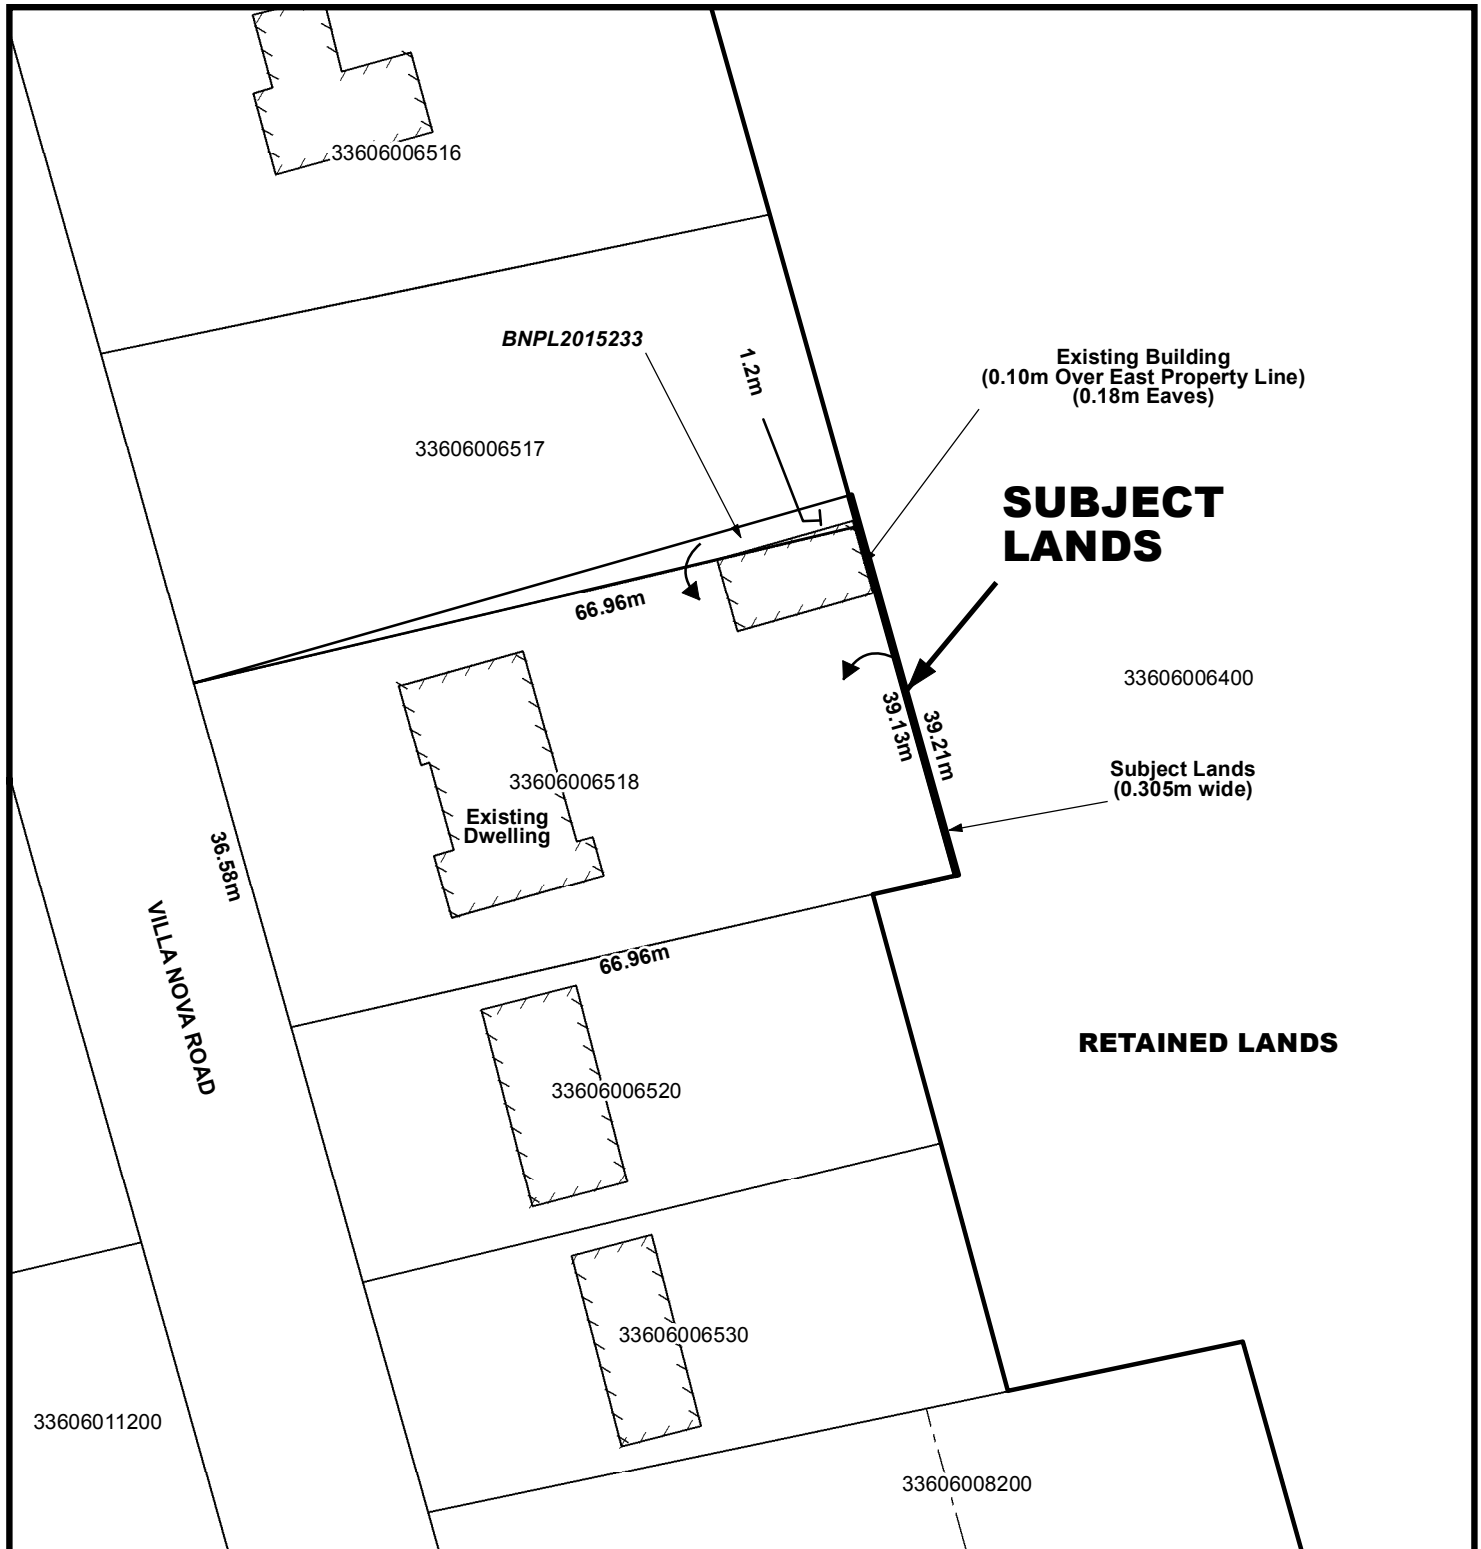 33606006516
BNPL2015233
1.2m
Existing Building
(0.10m Over East Property Line)
(0.18m Eaves)
33606006517
SUBJECT
LANDS
66.96m
33606006400
39.13m
39.21m
Subject Lands
(0.305m wide)
33606006518
Existing
Dwelling
36.58m
VILLA NOVA ROAD
66.96m
RETAINED LANDS
33606006520
33606006530
33606011200
33606008200